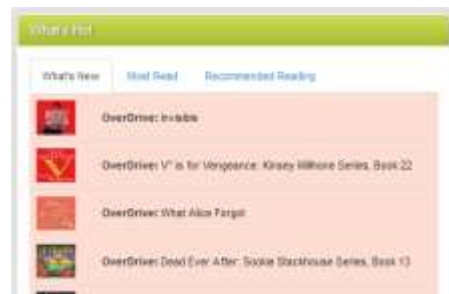 What's Hot
What's New
Most Read
Recommended Reading
OverDrive: Invisible
OverDrive: V" is for Vengeance: Kinsey Millhone Series, Book 22
OverDrive: What Alice Forgot
OverDrive: Dead Ever After: Sookie Stackhouse Series, Book 13